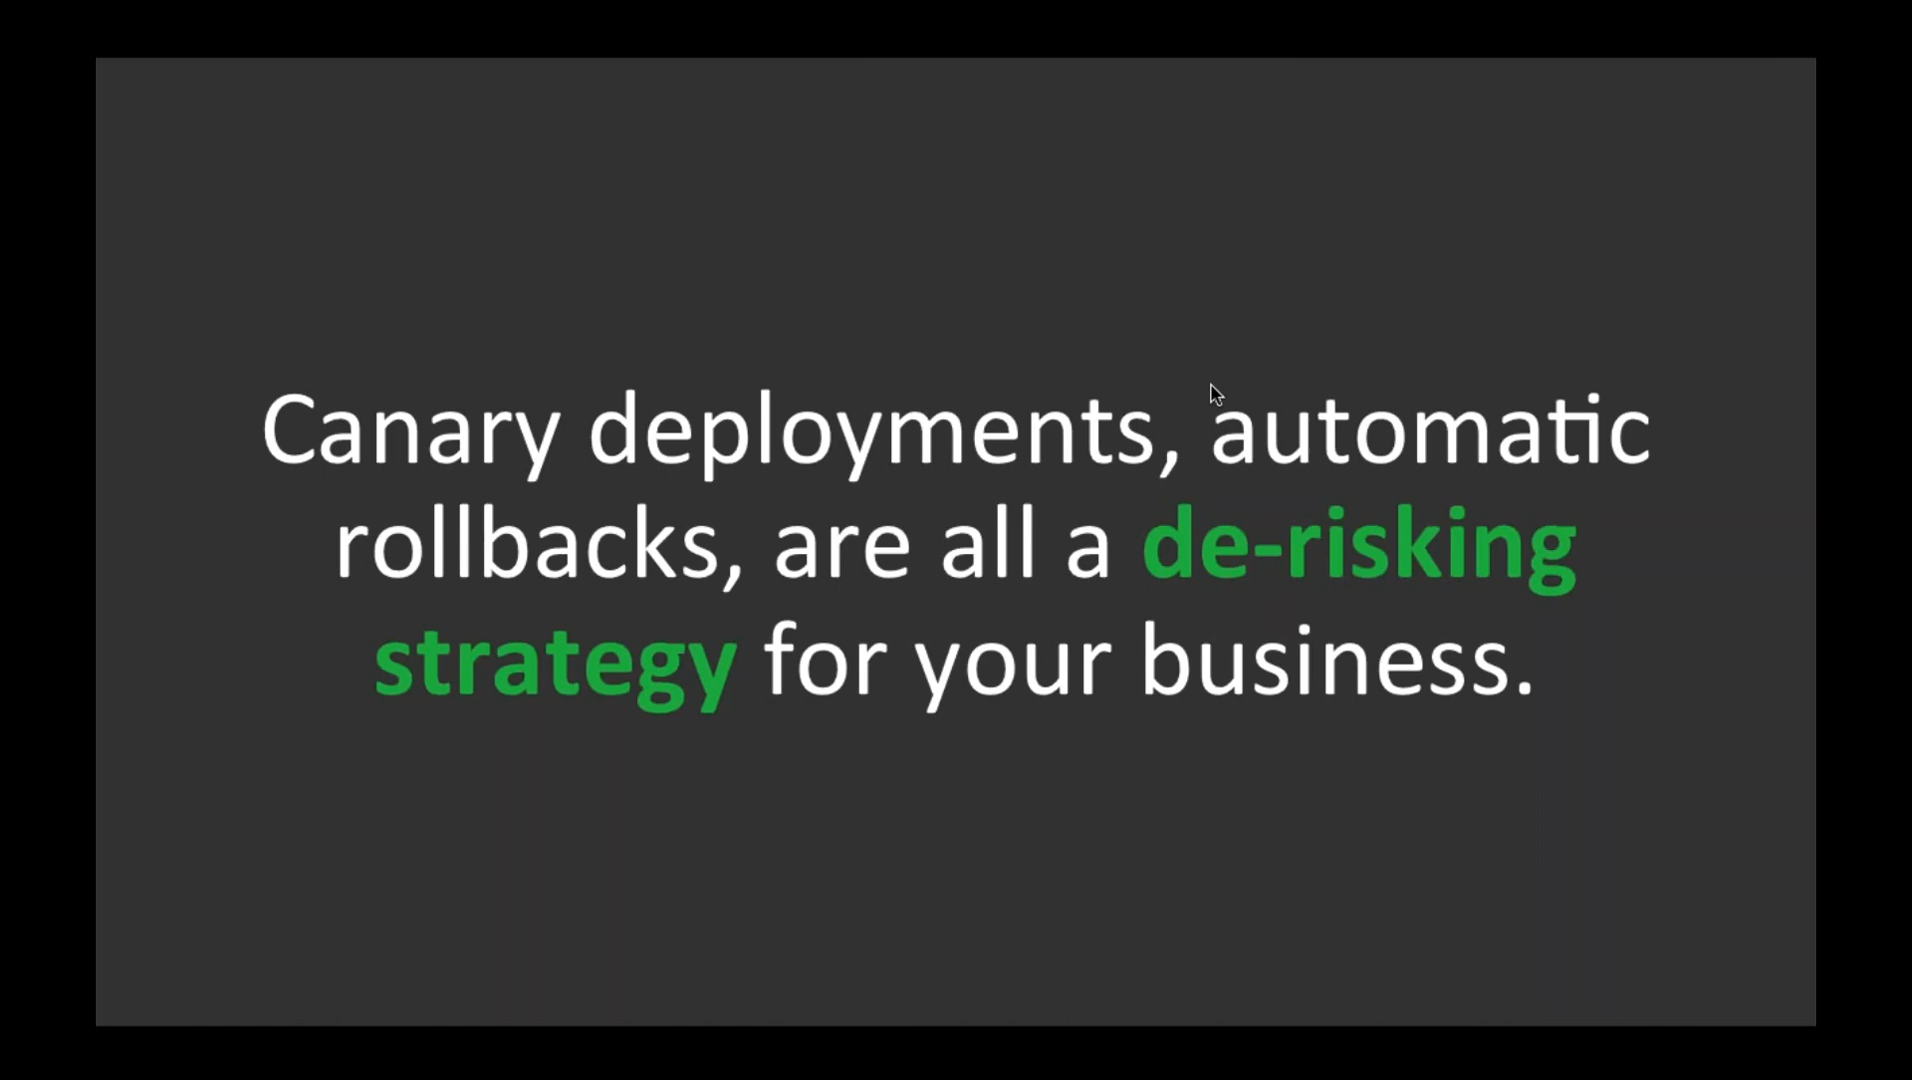 Canary deployments, automatic
rollbacks, are all a de-risking
strategy for your business.